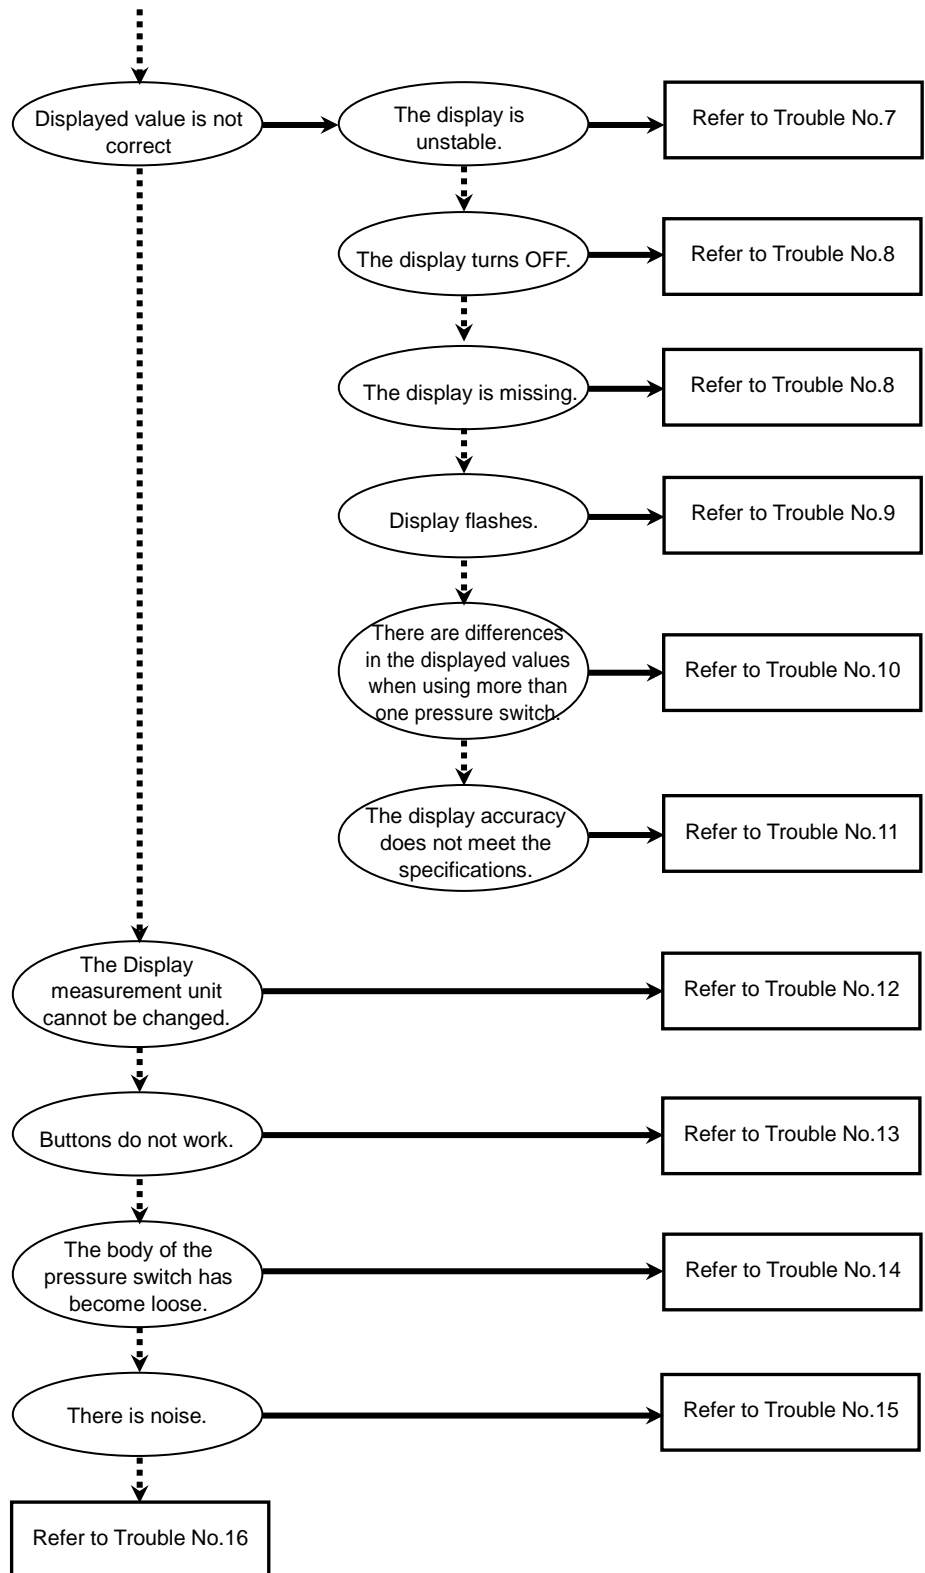 Displayed value is not
correct
The display is
unstable.
Refer to Trouble No.7
The display turns OFF.
Refer to Trouble No.8
The display is missing.
Refer to Trouble No.8
Display flashes.
Refer to Trouble No.9
There are differences
in the displayed values
when using more than
one pressure switch.
Refer to Trouble No.10
The display accuracy
does not meet the
specifications.
Refer to Trouble No.11
The Display
measurement unit
cannot be changed.
Refer to Trouble No.12
Buttons do not work.
Refer to Trouble No.13
The body of the
pressure switch has
become loose.
Refer to Trouble No.14
There is noise.
Refer to Trouble No.15
Refer to Trouble No.16